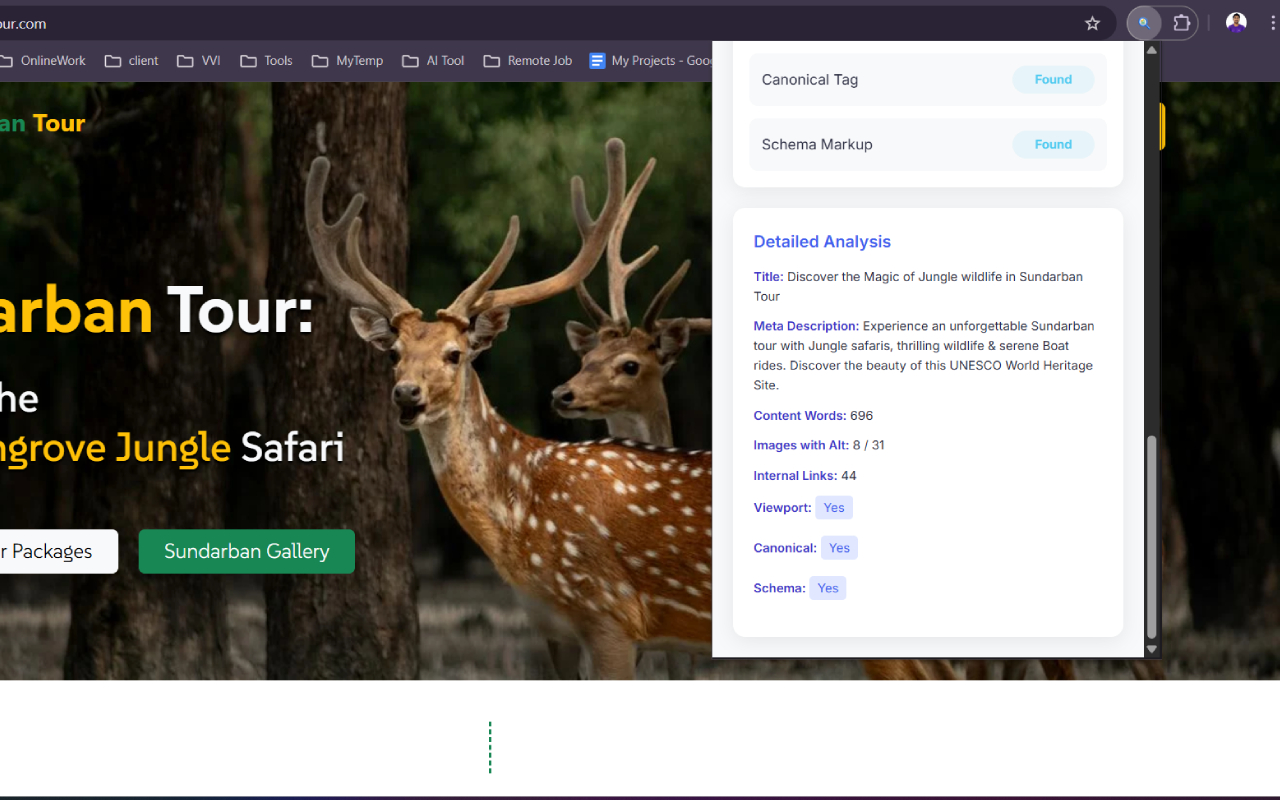 our.com
OnlineWork
client
VVI
Tools
MyTemp
AI Tool
Remote Job
My Projects - Goo
an Tour
arban Tour:
he
ngrove Jungle Safari
r Packages
Sundarban Gallery
Canonical Tag Found
Schema Markup Found
Detailed Analysis
Title: Discover the Magic of Jungle wildlife in Sundarban
Tour
Meta Description: Experience an unforgettable Sundarban
tour with Jungle safaris, thrilling wildlife & serene Boat
rides. Discover the beauty of this UNESCO World Heritage
Site.
Content Words: 696
Images with Alt: 8 / 31
Internal Links: 44
Viewport: Yes
Canonical: Yes
Schema: Yes